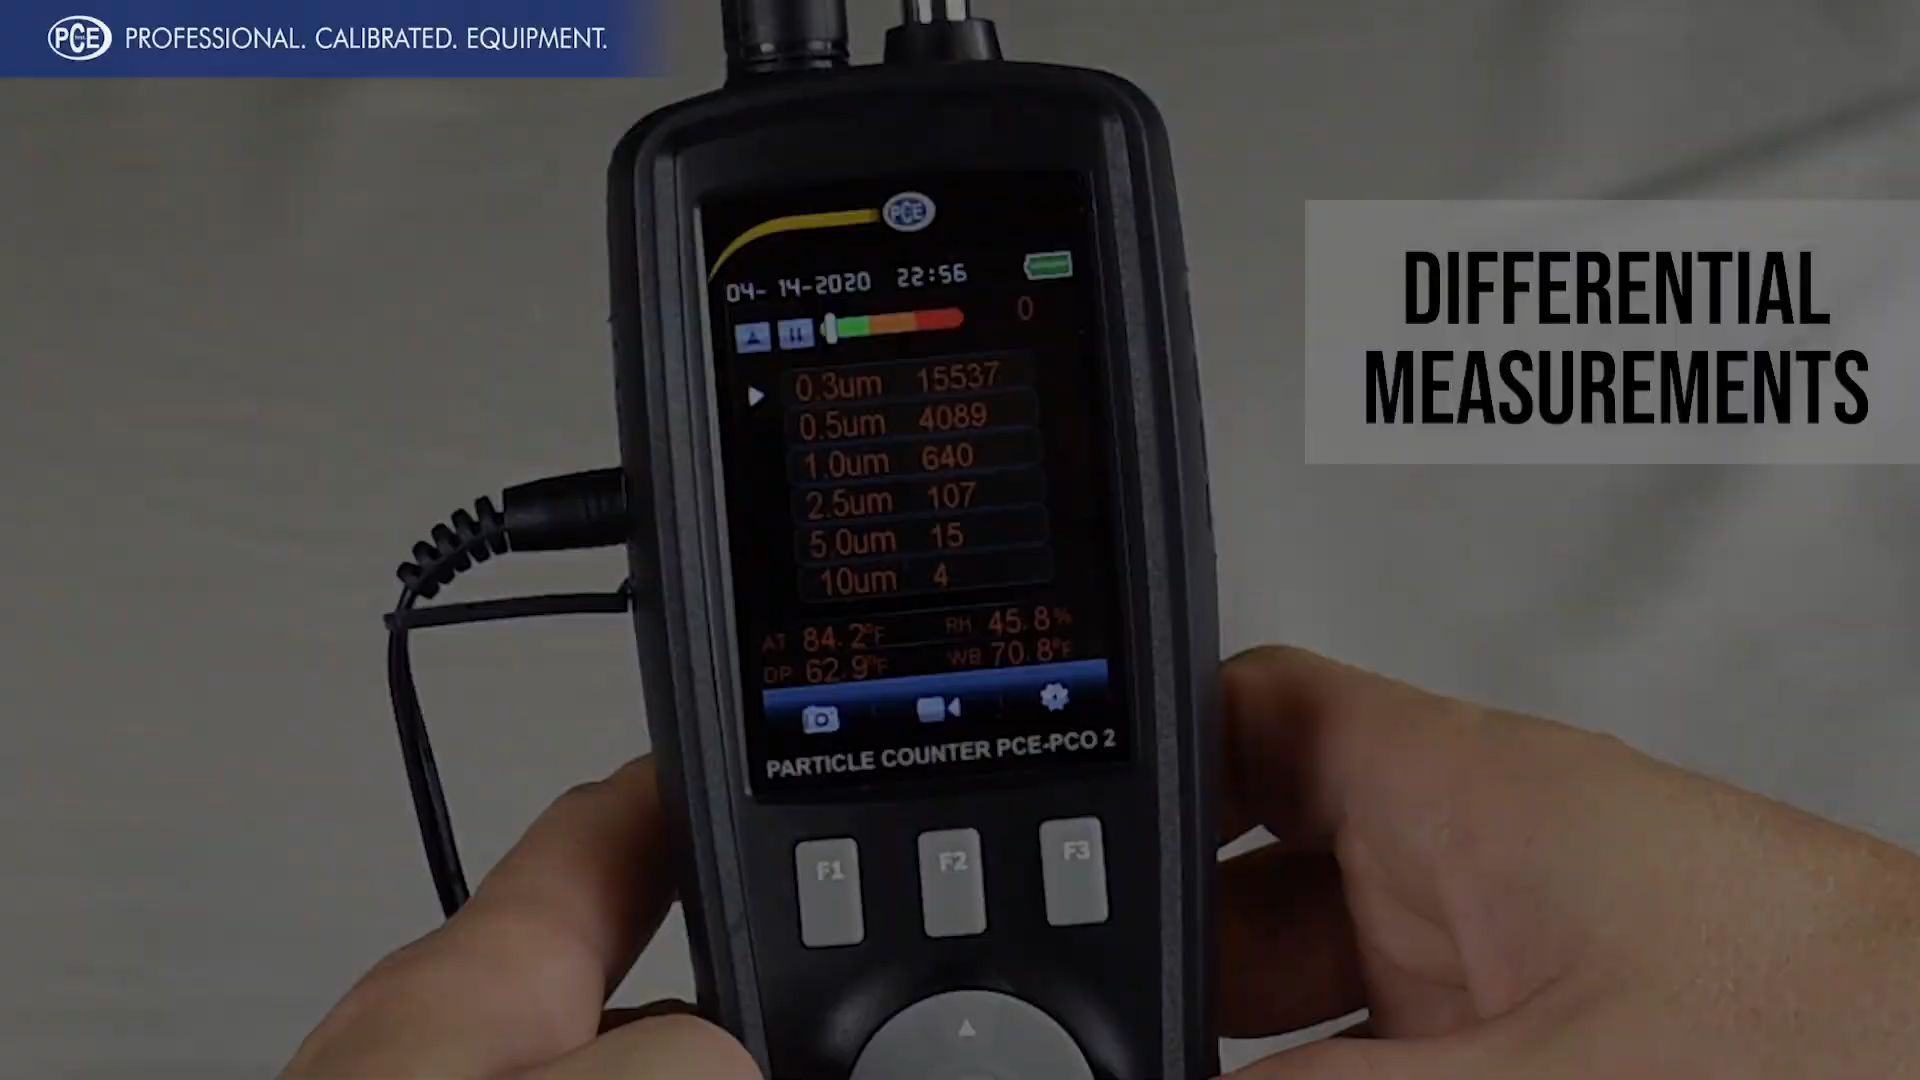 PCE PROFESSIONAL. CALIBRATED. EQUIPMENT.
DIFFERENTIAL
MEASUREMENTS
PCE
04-14-2020 22:56
0
0.3um 15537
0.5um 4089
1.0um 640
2.5um 107
5.0um 15
10um 4
AT 84.2°F RH 45.8%
DP 62.9°F WB 70.8°F
PARTICLE COUNTER PCE-PCO 2
F1 F2 F3